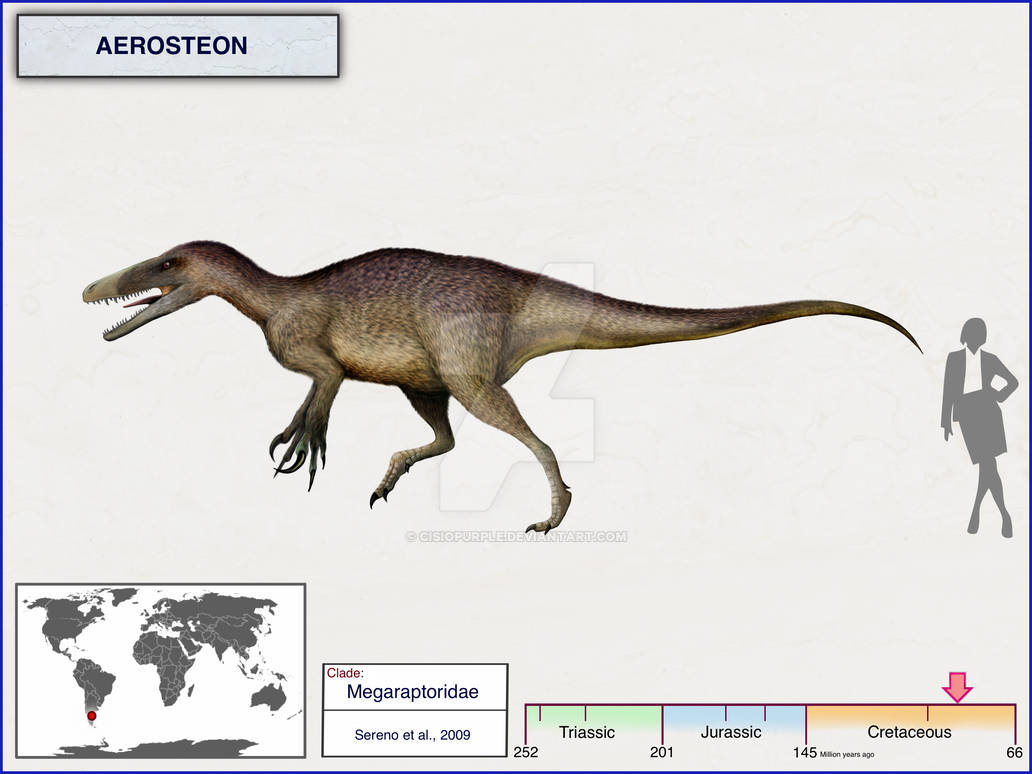 AEROSTEON
© CISIOPURPLE.DEVIANTART.COM
Clade:
Megaraptoridae
Sereno et al., 2009
Triassic
Jurassic
Cretaceous
252
201
145
Million years ago
66